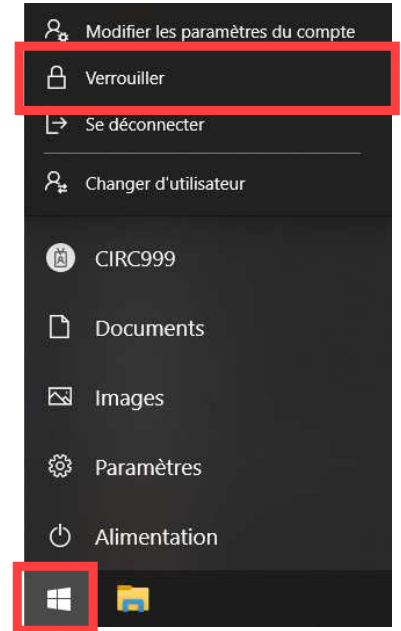 Modifier les paramètres du compte
Verrouiller
Se déconnecter
Changer d'utilisateur
CIRC999
Documents
Images
Paramètres
Alimentation